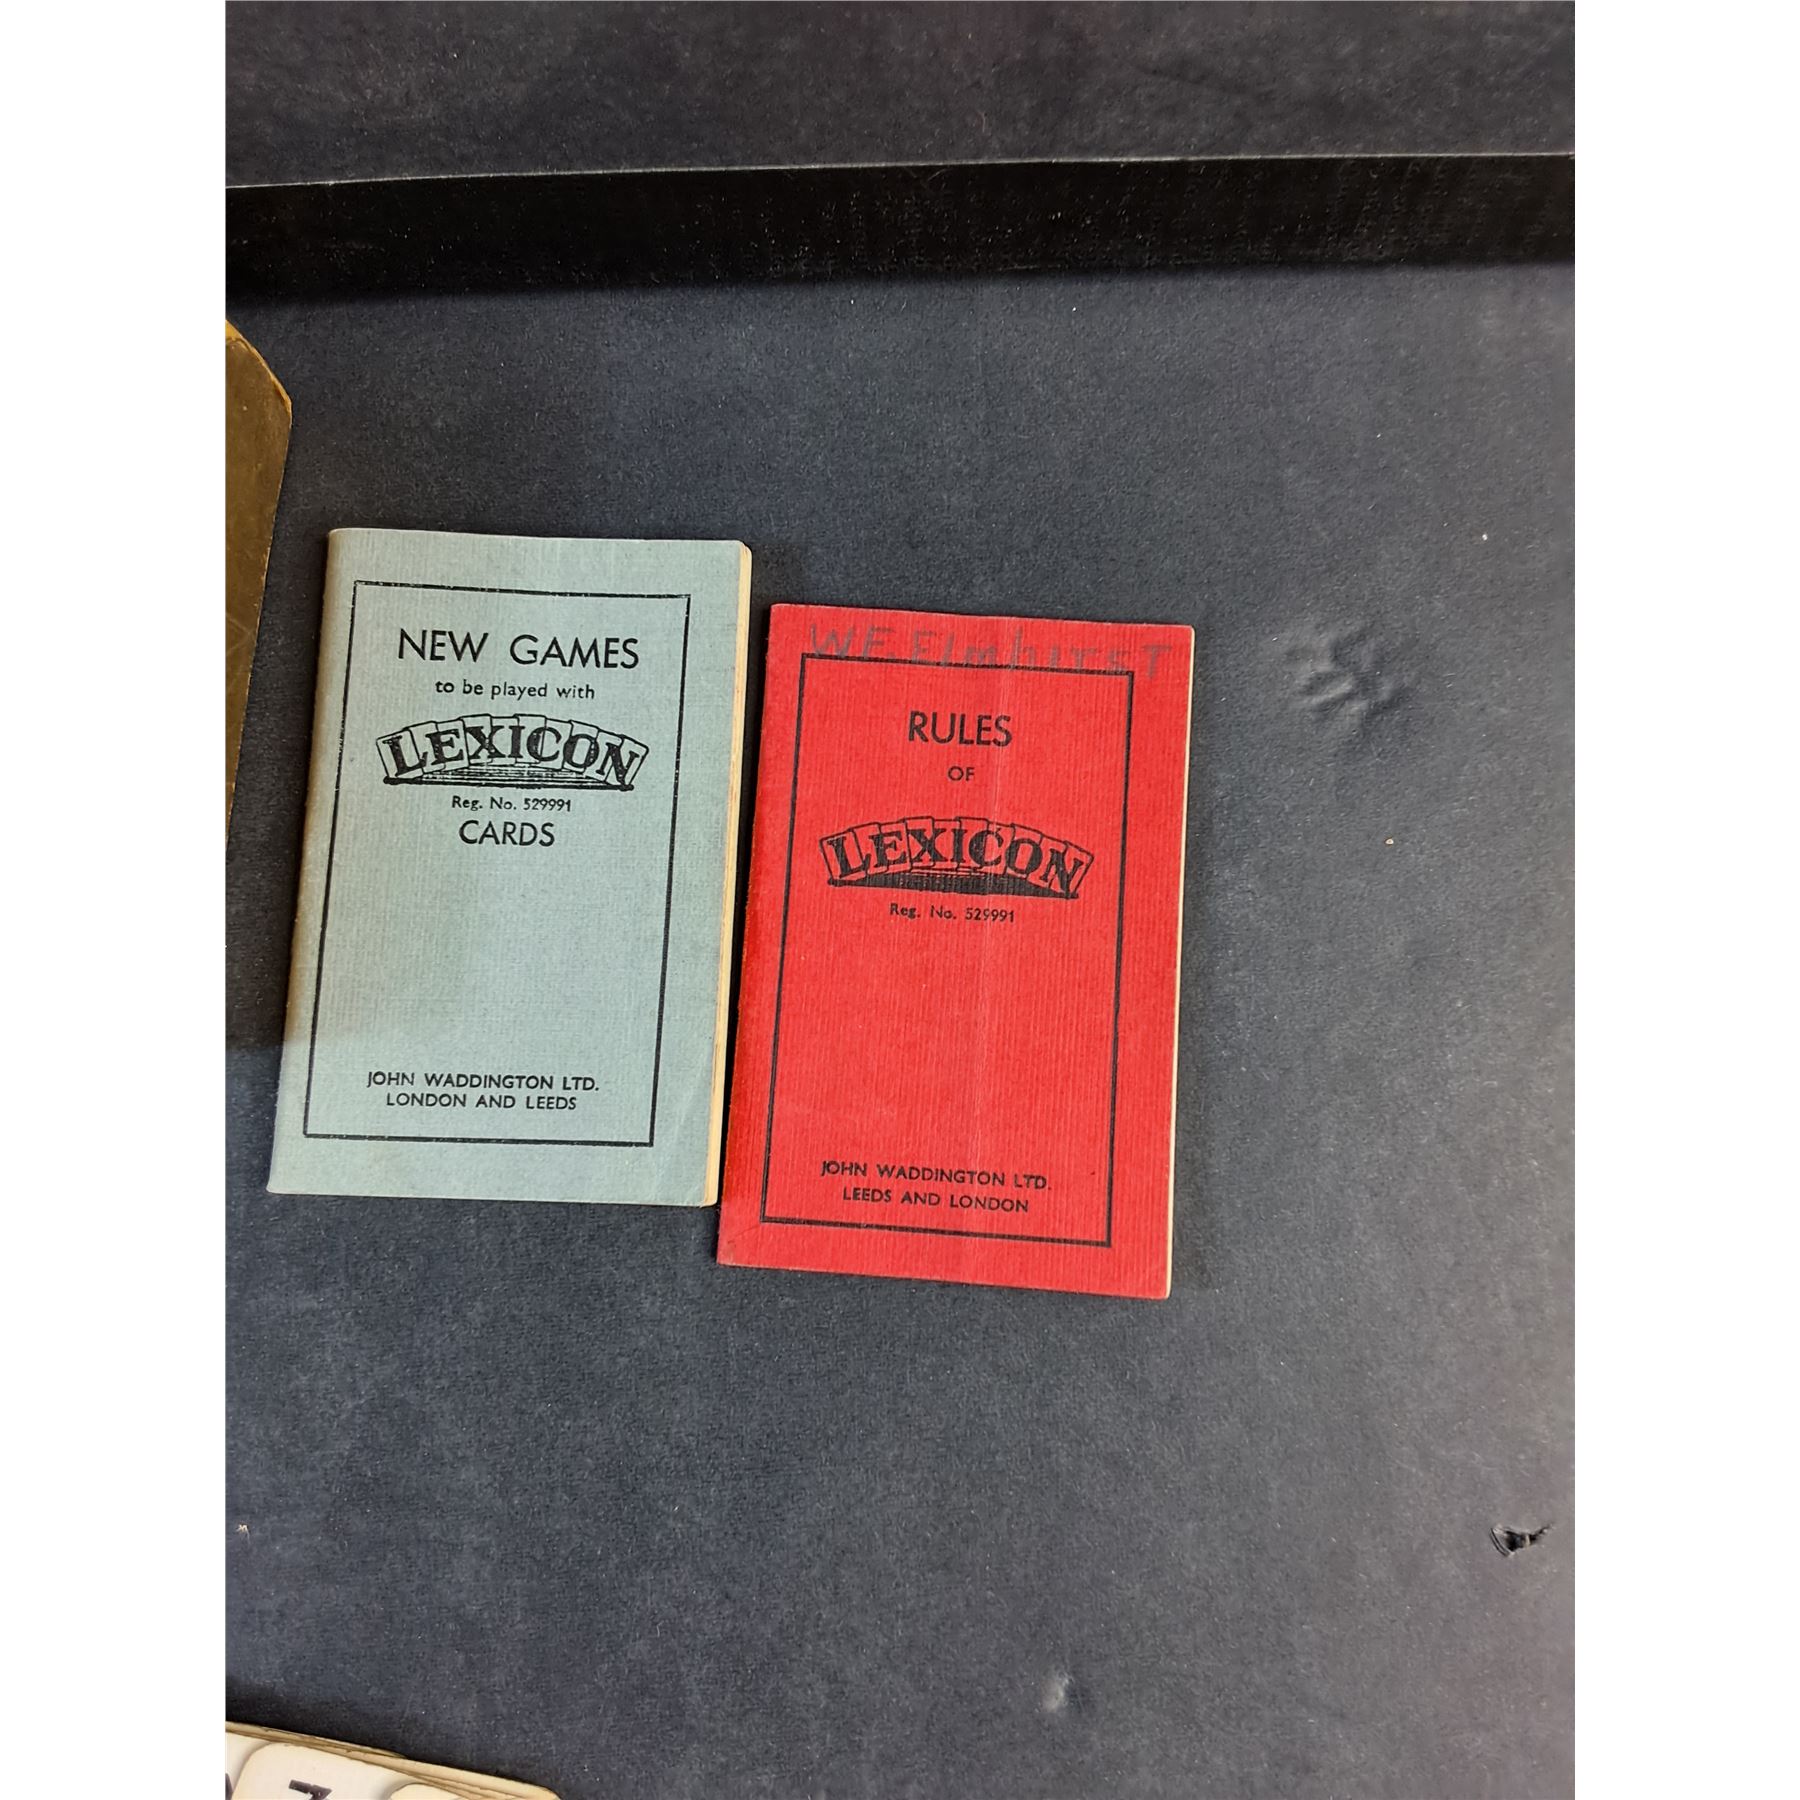 NEW GAMES
to be played with
LEXICON
Reg. No. 529991
CARDS
JOHN WADDINGTON LTD.
LONDON AND LEEDS
W.F. ElmhirsT
RULES
OF
LEXICON
Reg. No. 529991
JOHN WADDINGTON LTD.
LEEDS AND LONDON